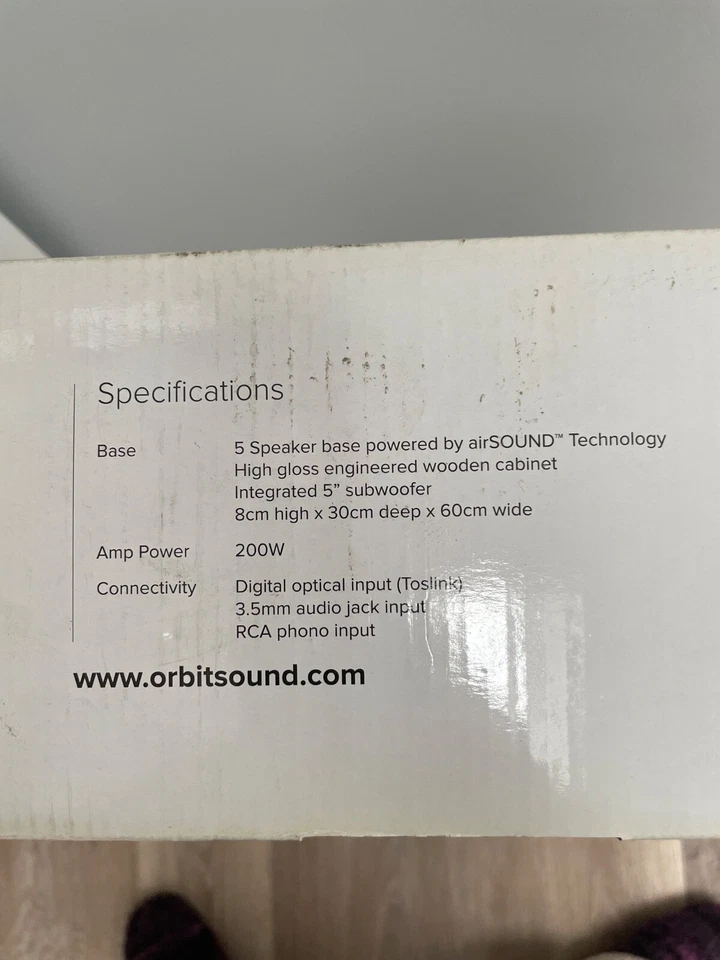 Specifications
Base 5 Speaker base powered by airSOUND™ Technology
High gloss engineered wooden cabinet
Integrated 5” subwoofer
8cm high x 30cm deep x 60cm wide
Amp Power 200W
Connectivity Digital optical input (Toslink)
3.5mm audio jack input
RCA phono input
www.orbitsound.com